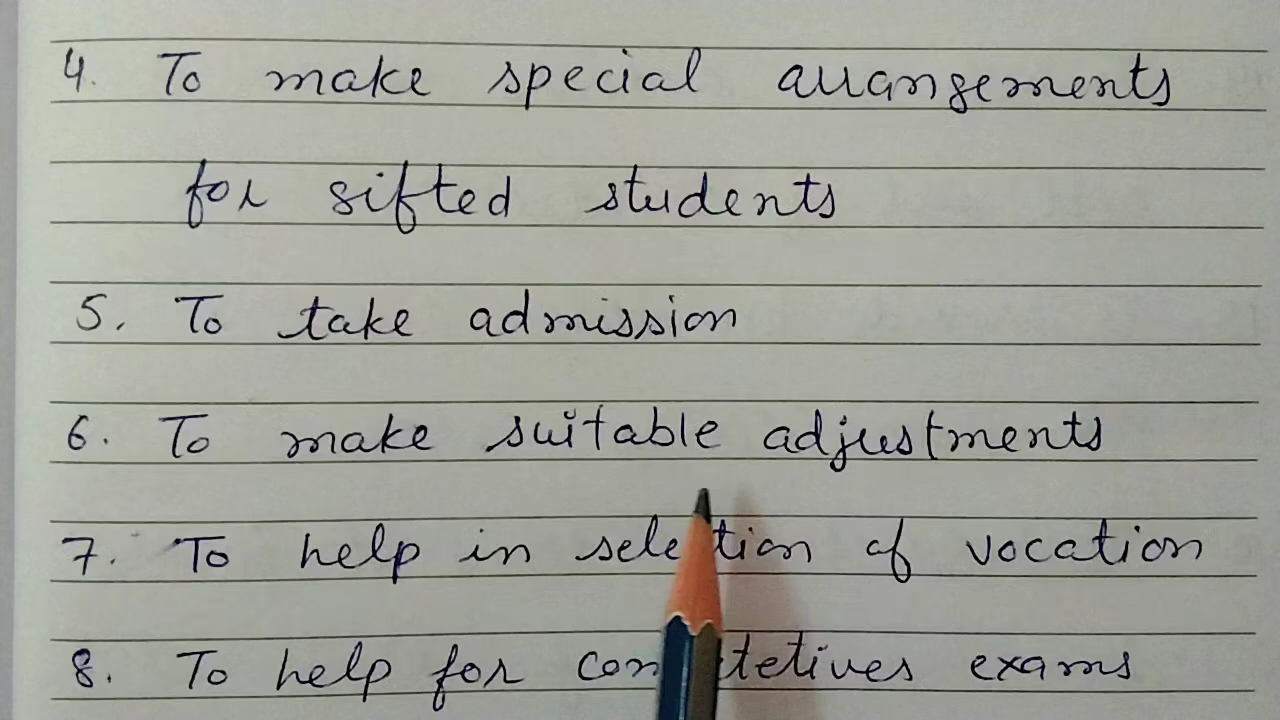 4. To make special arrangements
for gifted students
5. To take admission
6. To make suitable adjustments
7. To help in selection of vocation
8. To help for exams